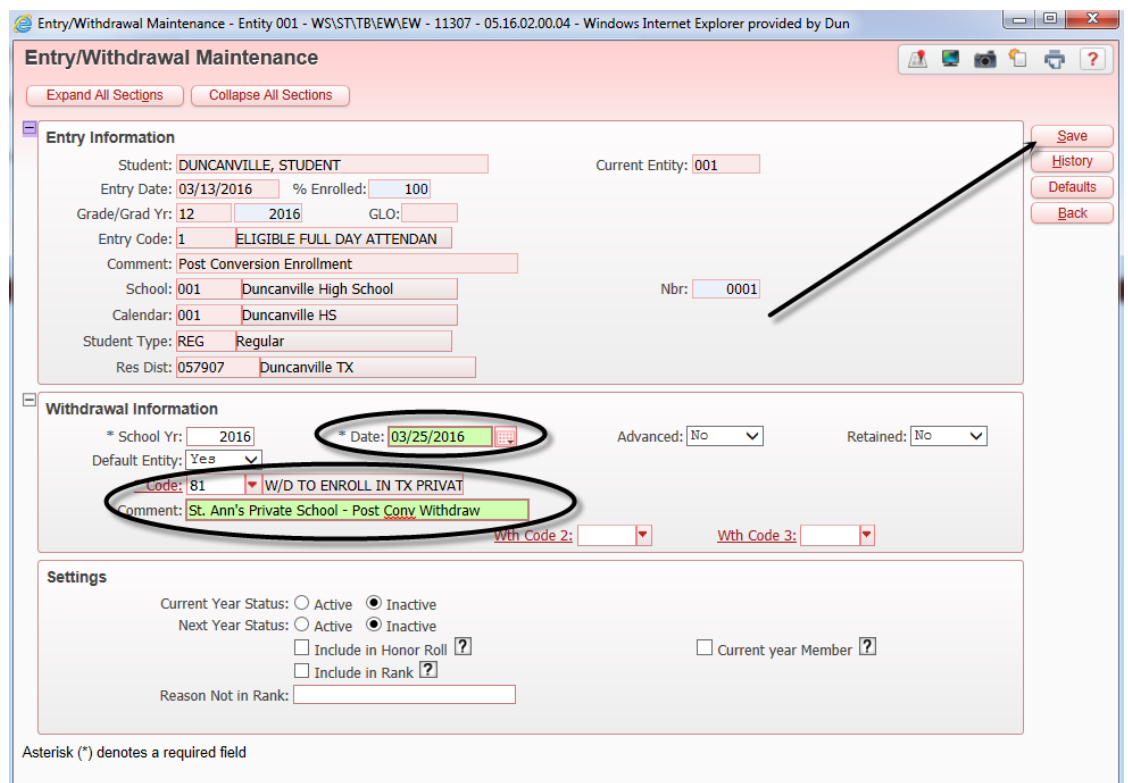 Entry/Withdrawal Maintenance - Entity 001 - WS\ST\TB\EW\EW - 11307 - 05.16.02.00.04 - Windows Internet Explorer provided by Dun
Entry/Withdrawal Maintenance
?
Expand All Sections Collapse All Sections
Entry Information
Save
Student: DUNCANVILLE, STUDENT Current Entity: 001
History
Entry Date: 03/13/2016 % Enrolled: 100
Defaults
Grade/Grad Yr: 12 2016 GLO:
Back
Entry Code: 1 ELIGIBLE FULL DAY ATTENDAN
Comment: Post Conversion Enrollment
School: 001 Duncanville High School Nbr: 0001
Calendar: 001 Duncanville HS
Student Type: REG Regular
Res Dist: 057907 Duncanville TX
Withdrawal Information
* School Yr: 2016 * Date: 03/25/2016 Advanced: No Retained: No
Default Entity: Yes
Code: 81 W/D TO ENROLL IN TX PRIVAT
Comment: St. Ann's Private School - Post Conv Withdraw
Wth Code 2: Wth Code 3:
Settings
Current Year Status: Active Inactive
Next Year Status: Active Inactive
Include in Honor Roll ? Current year Member ?
Include in Rank ?
Reason Not in Rank:
Asterisk (*) denotes a required field